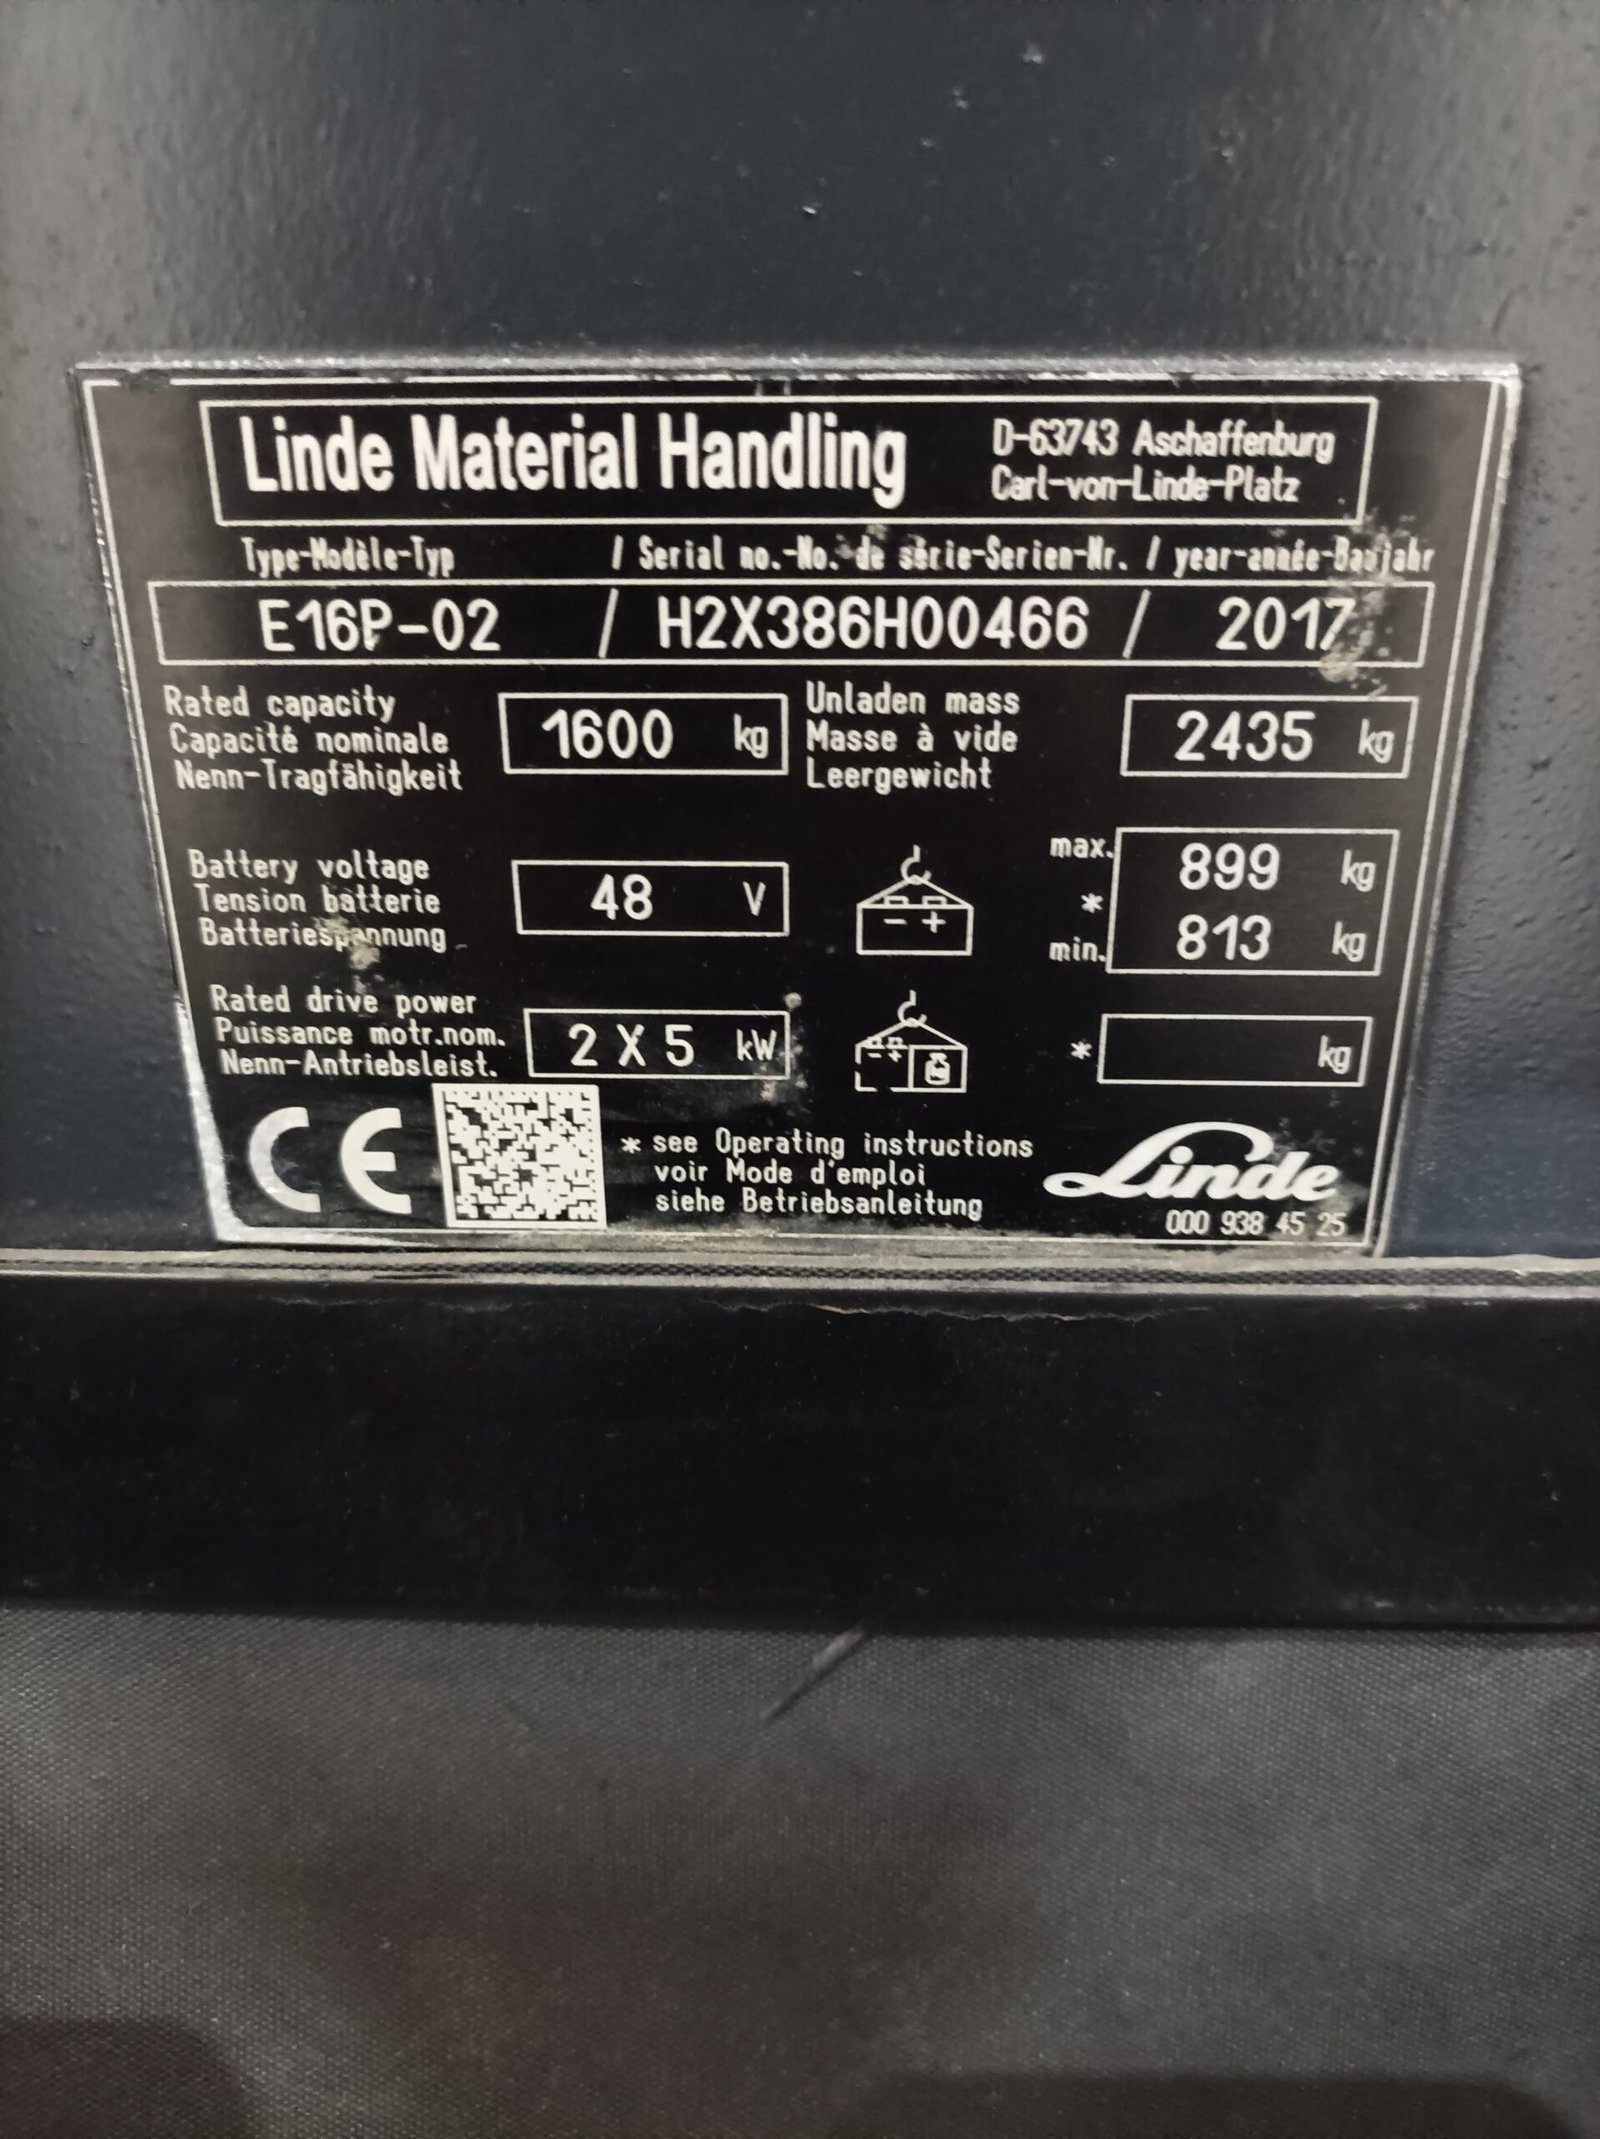 Linde Material Handling
D-63743 Aschaffenburg
Carl-von-Linde-Platz
Type-Modèle-Typ / Serial no.-No. de série-Serien-Nr. / year-année-Baujahr
E16P-02 / H2X386H00466 / 2017
Rated capacity
Capacité nominale
Nenn-Tragfähigkeit
1600 kg
Unladen mass
Masse à vide
Leergewicht
2435 kg
Battery voltage
Tension batterie
Batteriespannung
48 V
- +
max. 899 kg
*
min. 813 kg
Rated drive power
Puissance motr.nom.
Nenn-Antriebsleist.
2 X 5 kW
- +
* kg
CE
* see Operating instructions
voir Mode d'emploi
siehe Betriebsanleitung
Linde
000 938 45 25